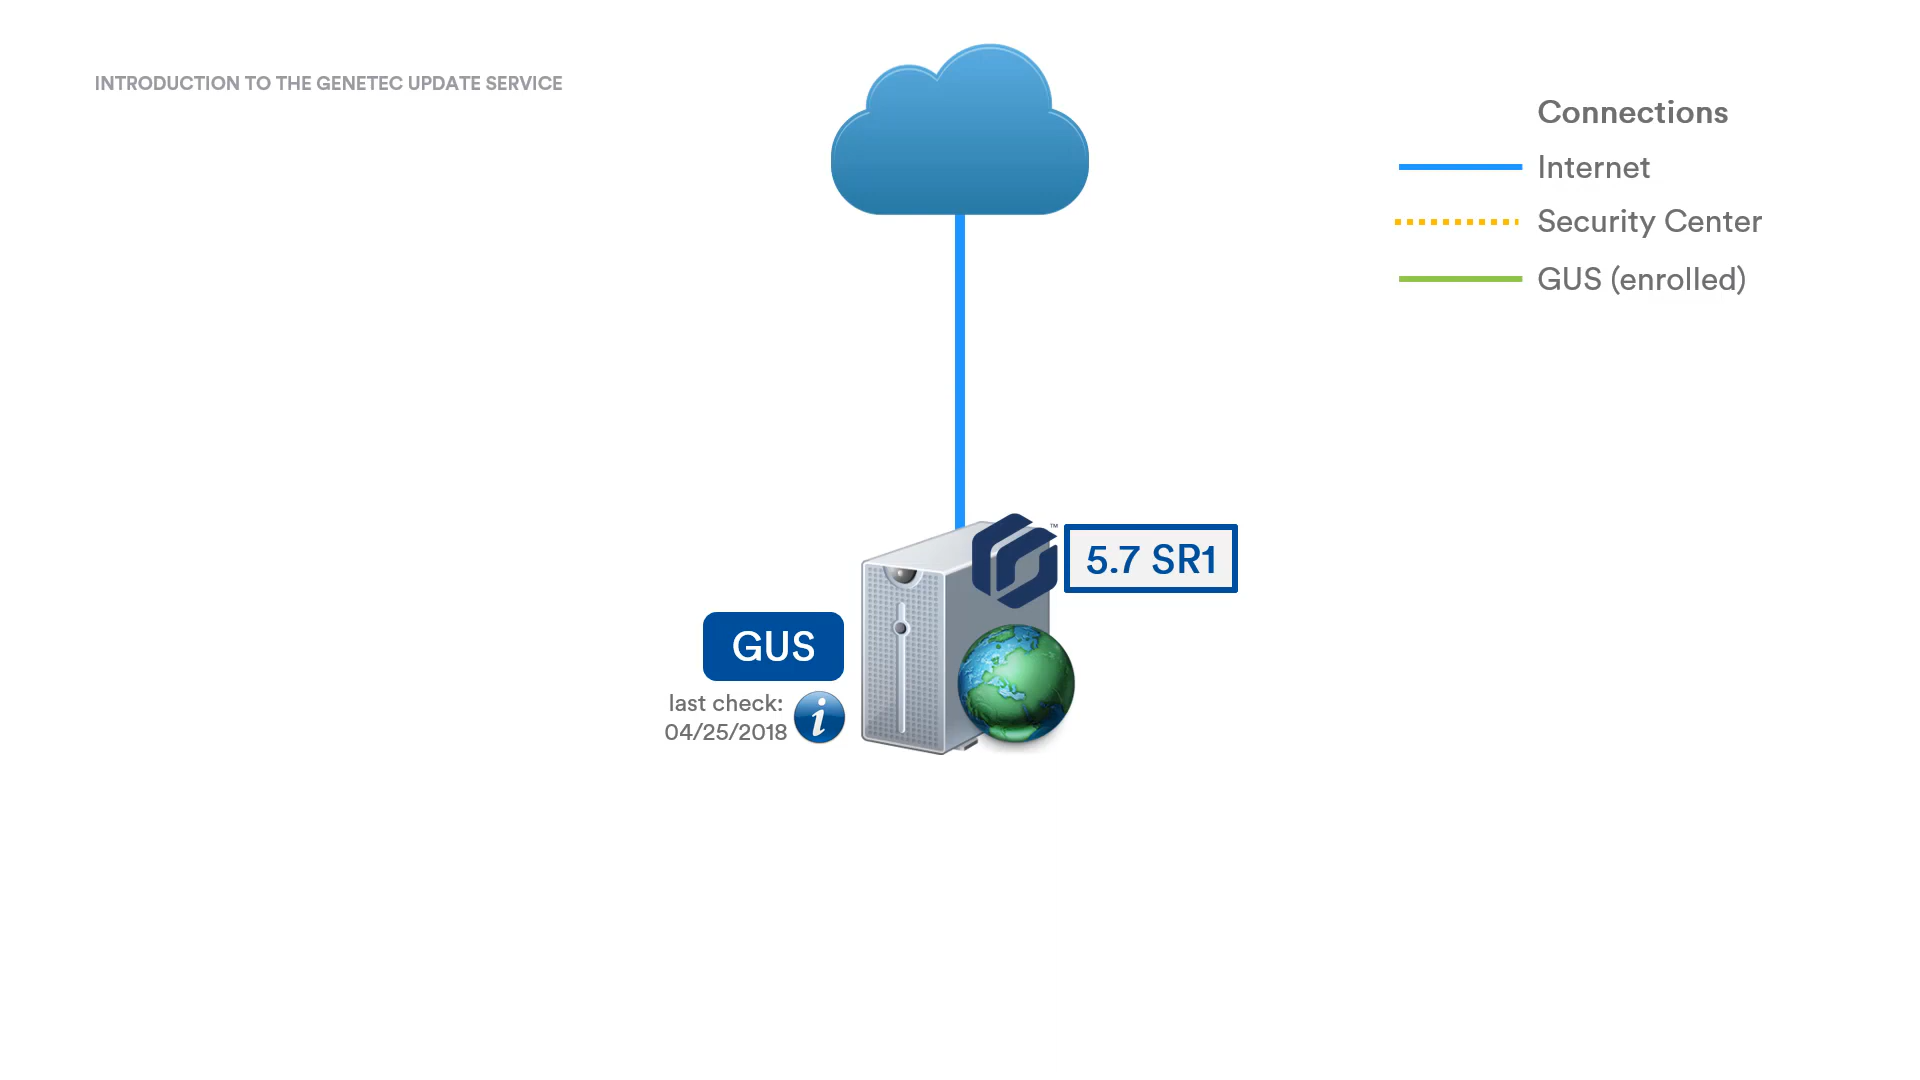 INTRODUCTION TO THE GENETEC UPDATE SERVICE
Connections
Internet
Security Center
GUS (enrolled)
™
5.7 SR1
GUS
last check:
04/25/2018
i